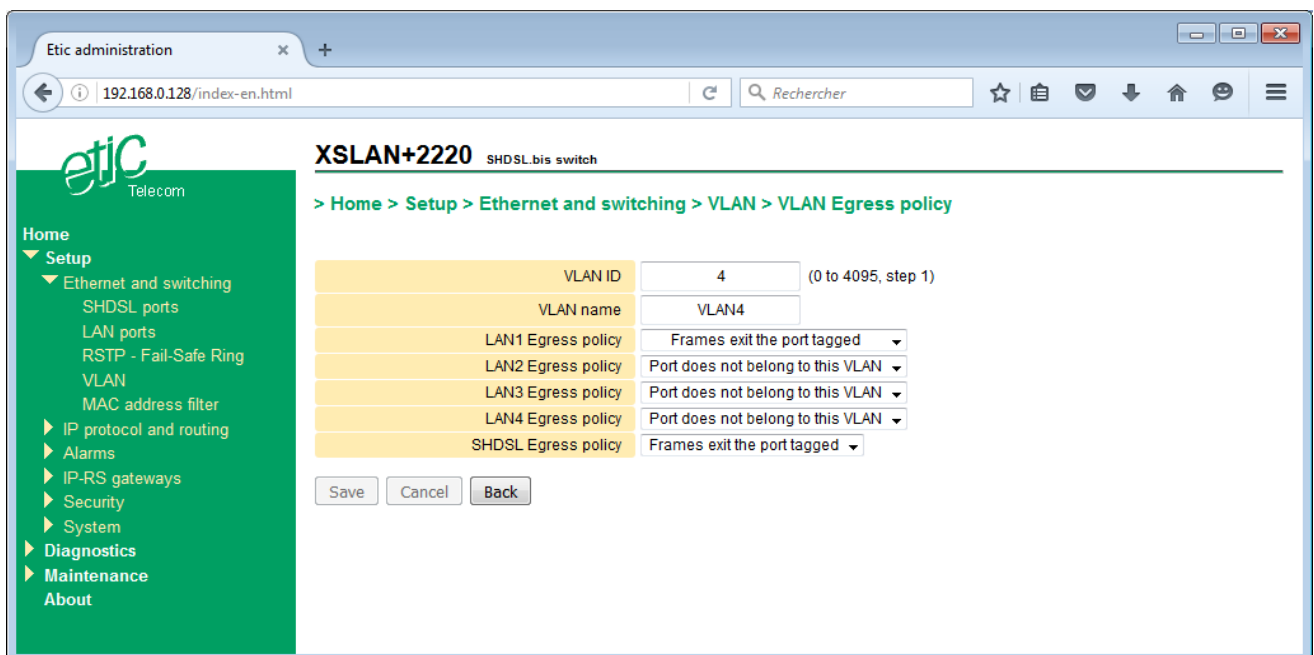 Etic administration
192.168.0.128/index-en.html
Rechercher
etic
Telecom
XSLAN+2220 SHDSL.bis switch
> Home > Setup > Ethernet and switching > VLAN > VLAN Egress policy
Home
Setup
Ethernet and switching
SHDSL ports
LAN ports
RSTP - Fail-Safe Ring
VLAN
MAC address filter
IP protocol and routing
Alarms
IP-RS gateways
Security
System
Diagnostics
Maintenance
About
VLAN ID 4 (0 to 4095, step 1)
VLAN name VLAN4
LAN1 Egress policy Frames exit the port tagged
LAN2 Egress policy Port does not belong to this VLAN
LAN3 Egress policy Port does not belong to this VLAN
LAN4 Egress policy Port does not belong to this VLAN
SHDSL Egress policy Frames exit the port tagged
Save Cancel Back